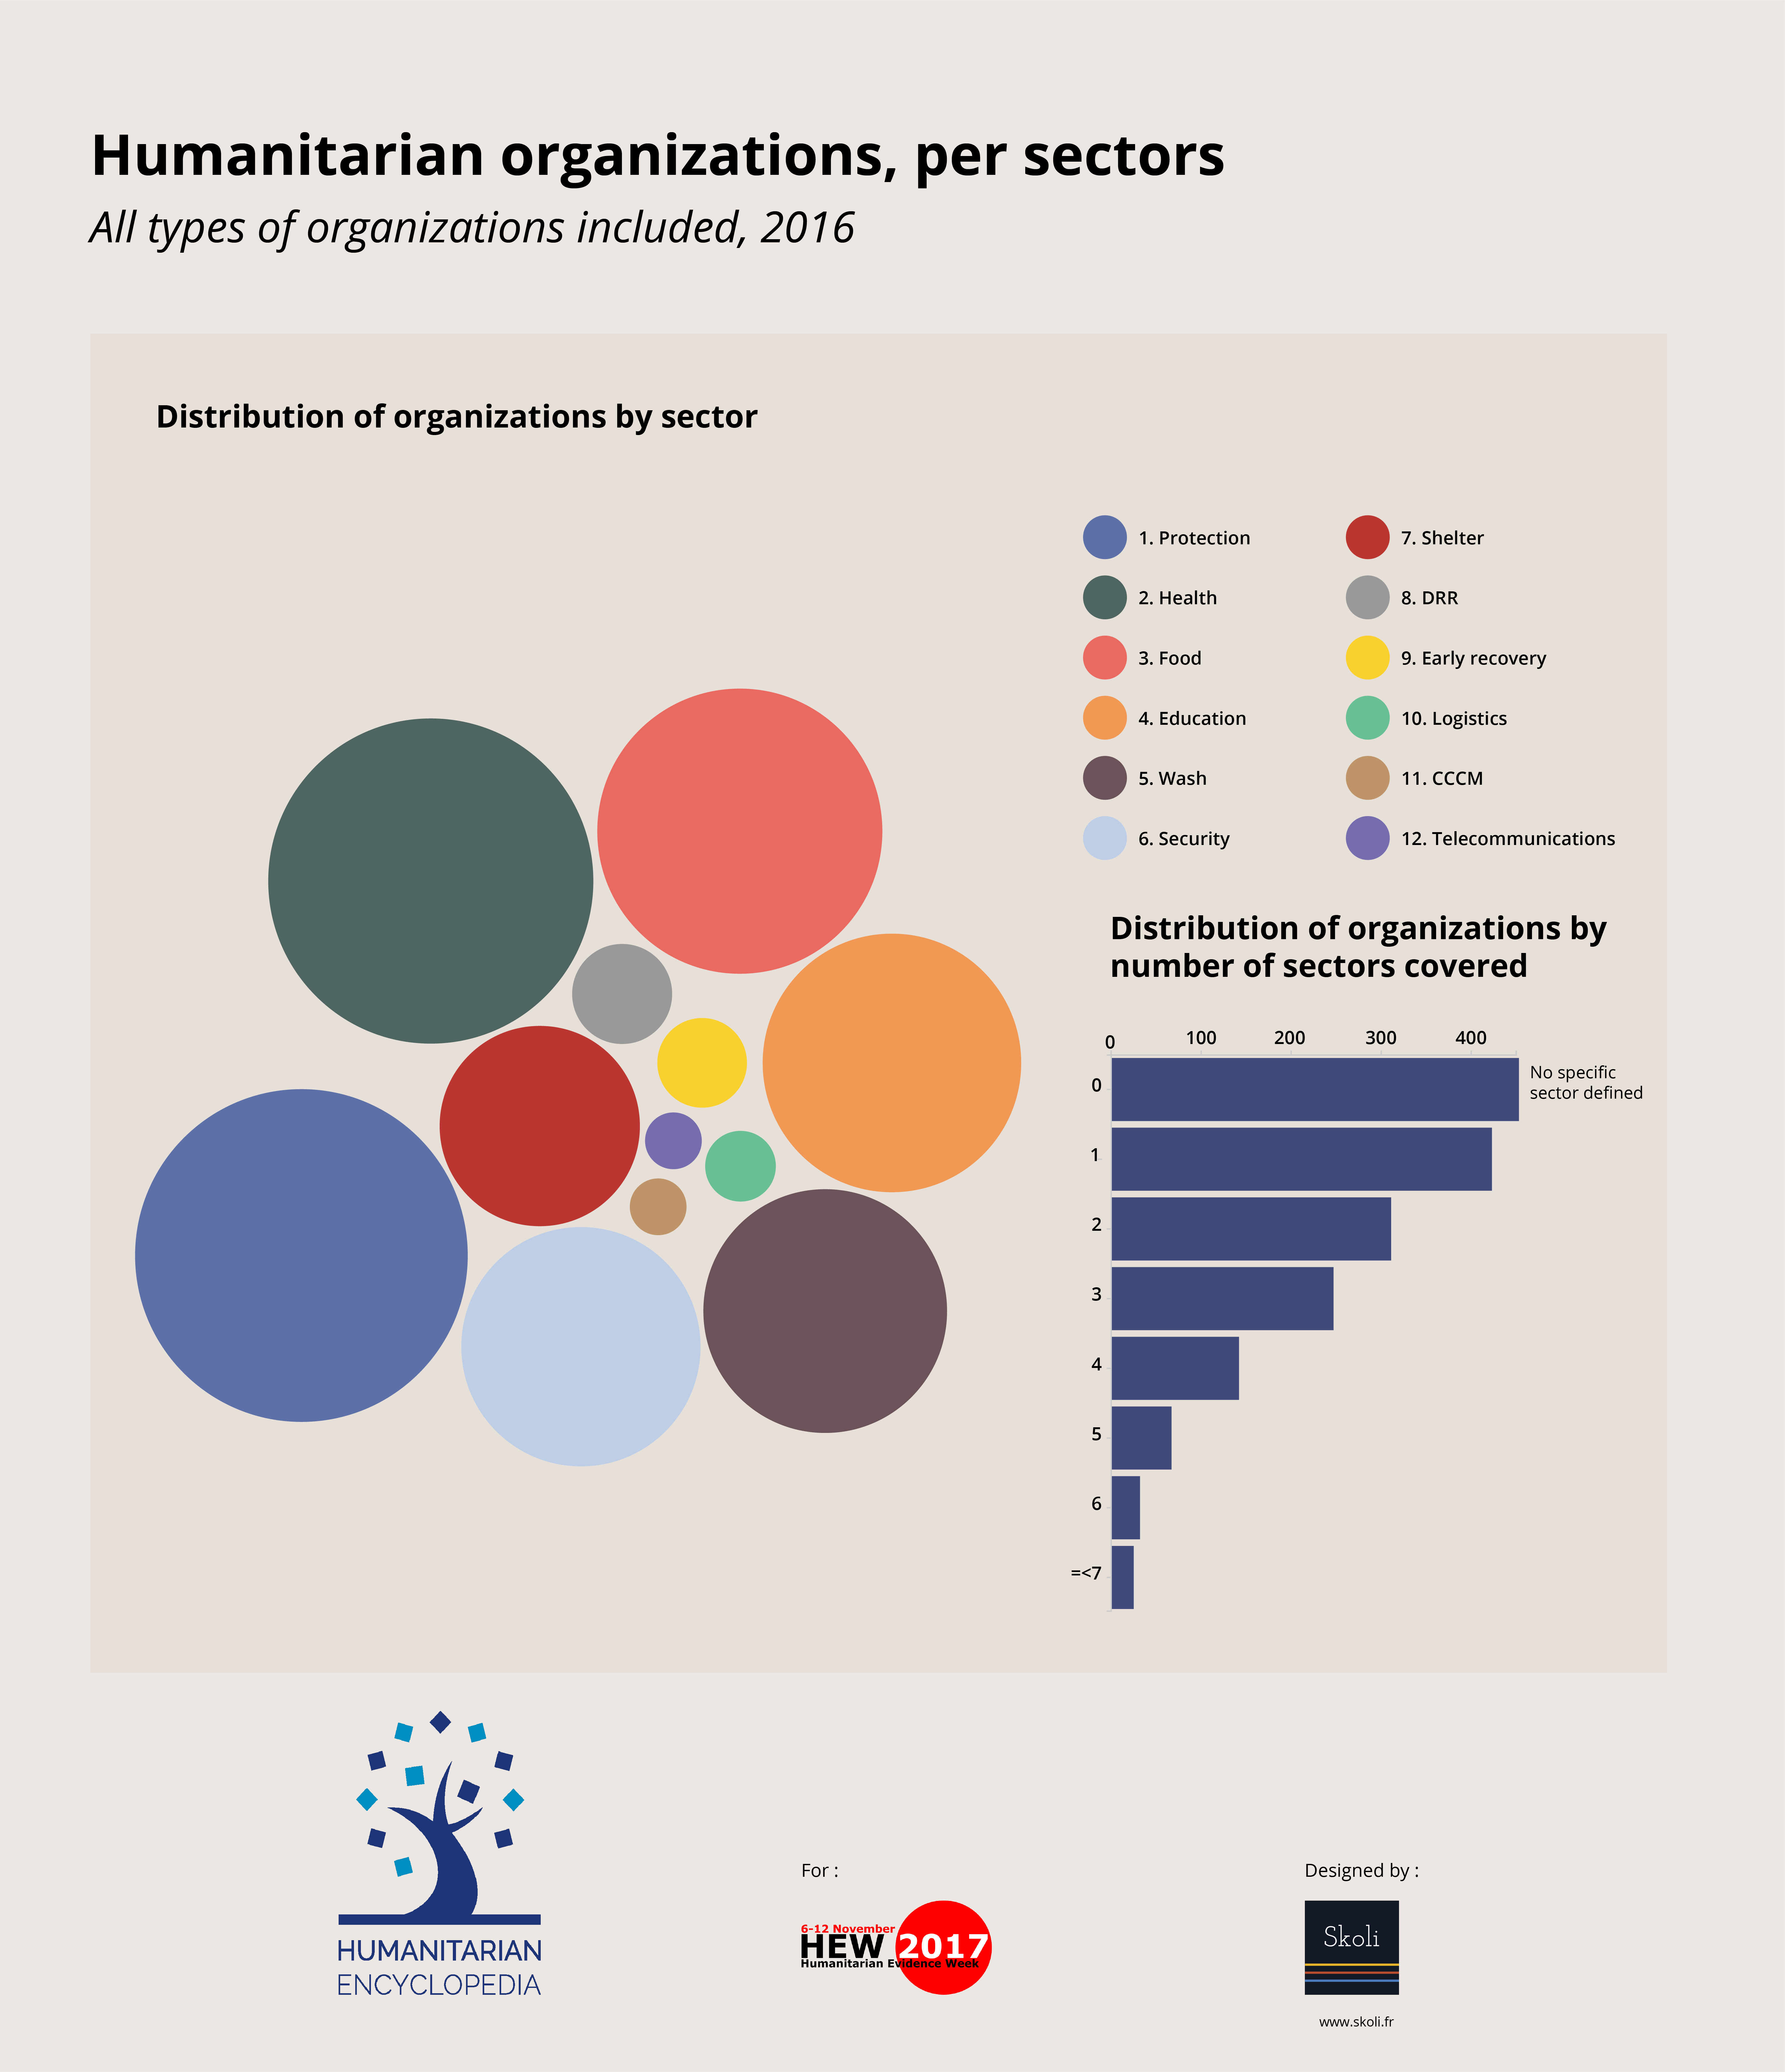 Humanitarian organizations, per sectors
All types of organizations included, 2016
Distribution of organizations by sector
1. Protection
2. Health
3. Food
4. Education
5. Wash
6. Security
7. Shelter
8. DRR
9. Early recovery
10. Logistics
11. CCCM
12. Telecommunications
Distribution of organizations by
number of sectors covered
0 100 200 300 400
0
No specific
sector defined
1
2
3
4
5
6
=<7
HUMANITARIAN
ENCYCLOPEDIA
For :
6-12 November
HEW 2017
Humanitarian Evidence Week
Designed by :
Skoli
www.skoli.fr